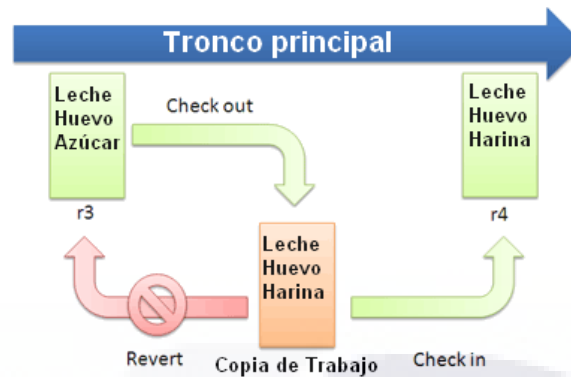 Tronco principal
Leche
Huevo
Azúcar
r3
Check out
Leche
Huevo
Harina
r4
Leche
Huevo
Harina
Revert
Copia de Trabajo
Check in